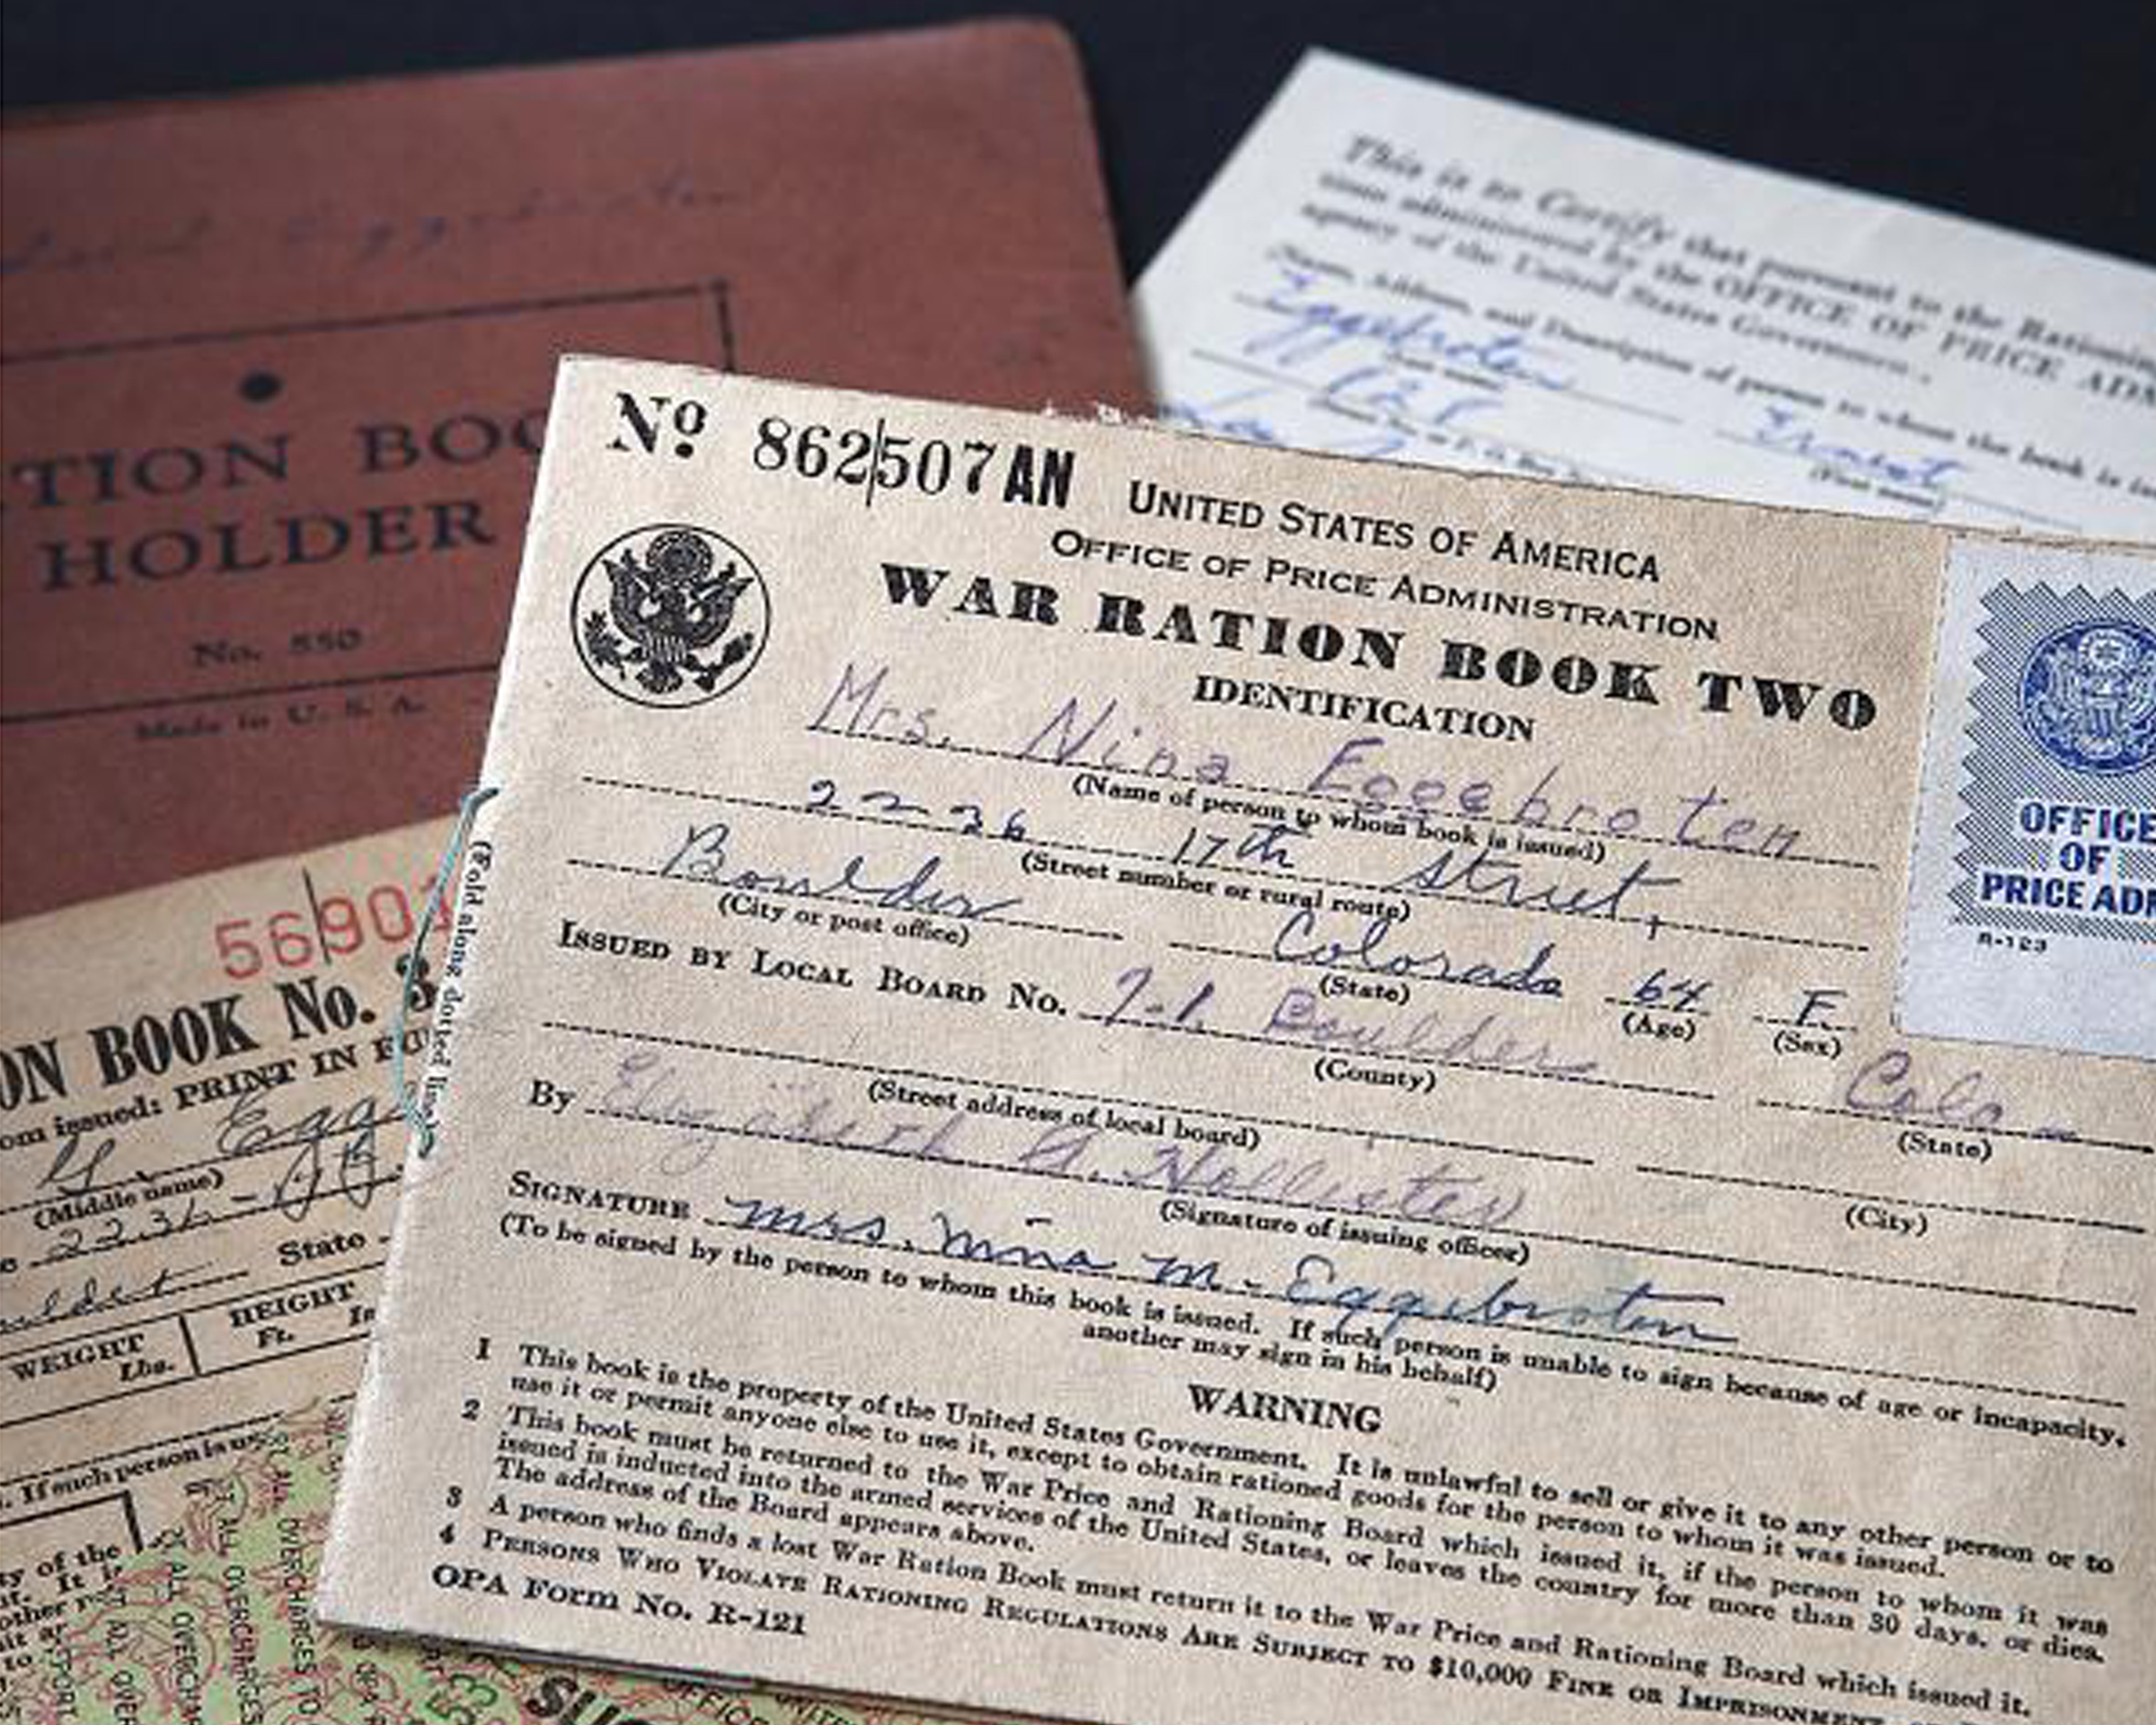 This is to Certify that pursuant to the Rationing
administered by the OFFICE OF PRICE ADM
agency of the United States Government.
(Name, Address, and Description of person to whom the book is is
Eggebroten Ernest
(First name)
TION BOO
HOLDER
No. 550
Made in U. S. A.
No 862507 AN
UNITED STATES OF AMERICA
OFFICE OF PRICE ADMINISTRATION
WAR RATION BOOK TWO
IDENTIFICATION
Mrs. Nina Eggebroten
(Name of person to whom book is issued)
2236 17th Street,
(Street number or rural route)
Boulder Colorado 64 F
(City or post office) (State) (Age) (Sex)
ISSUED BY LOCAL BOARD NO. 7-1 Boulder Colo
(County) (State)
(Street address of local board) (City)
By Elizabeth G. Hollister
(Signature of issuing officer)
SIGNATURE Mrs. Nina M. Eggebroten
(To be signed by the person to whom this book is issued. If such person is unable to sign because of age or incapacity,
another may sign in his behalf)
WARNING
1 This book is the property of the United States Government. It is unlawful to sell or give it to any other person or to
use it or permit anyone else to use it, except to obtain rationed goods for the person to whom it was issued.
2 This book must be returned to the War Price and Rationing Board which issued it, if the person to whom it was
issued is inducted into the armed services of the United States, or leaves the country for more than 30 days, or dies.
The address of the Board appears above.
3 A person who finds a lost War Ration Book must return it to the War Price and Rationing Board which issued it.
4 PERSONS WHO VIOLATE RATIONING REGULATIONS ARE SUBJECT TO $10,000 FINE OR IMPRISONMENT
OPA Form No. R-121
(Fold along dotted line)
OFFICE
OF
PRICE ADM
R-123
56901
ON BOOK No. 3
om issued: PRINT IN FU
Egge
(Middle name)
State
WEIGHT HEIGHT
Lbs. Ft. In
. If such person is un
ty of the
It is
other
53